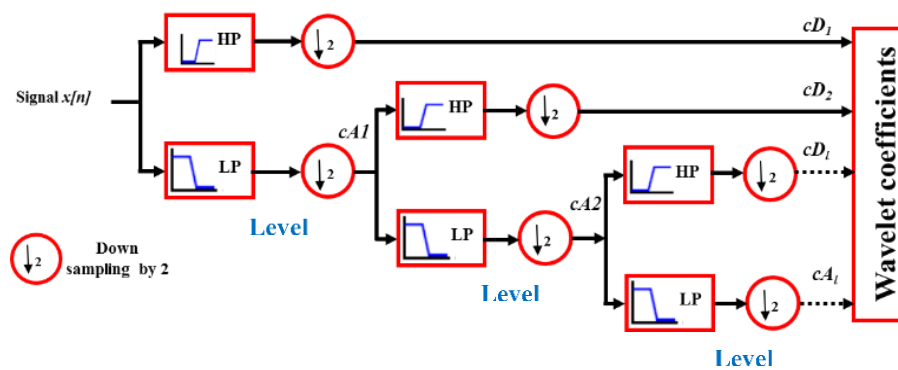 cD1
HP
↓2
Signal x[n]
cD2
HP
↓2
cA1
LP
↓2
cDl
HP
↓2
cA2
Level
LP
↓2
Down
sampling by 2
↓2
cAl
LP
↓2
Level
Level
Wavelet coefficients